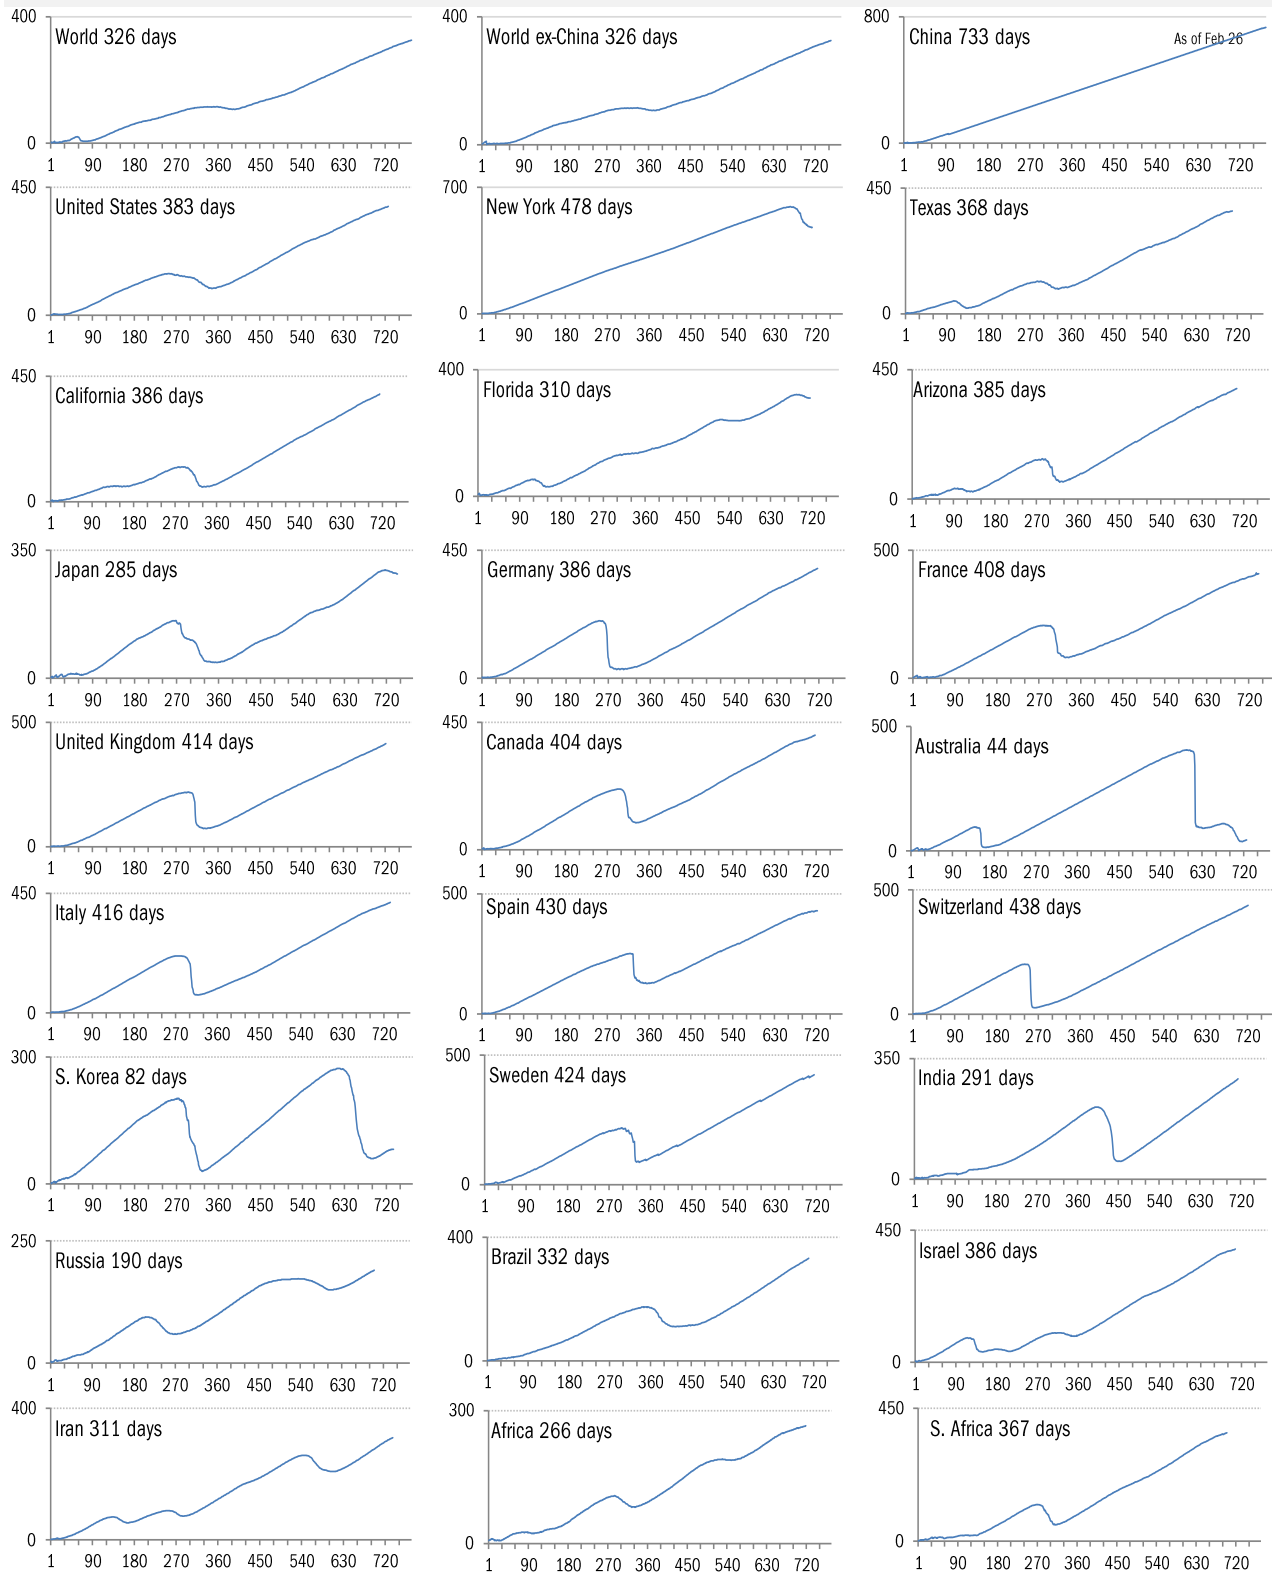 400
World 326 days
0
1 90 180 270 360 450 540 630 720
400
World ex-China 326 days
0
1 90 180 270 360 450 540 630 720
800
China 733 days
As of Feb 26
0
1 90 180 270 360 450 540 630 720
450
United States 383 days
0
1 90 180 270 360 450 540 630 720
700
New York 478 days
0
1 90 180 270 360 450 540 630 720
450
Texas 368 days
0
1 90 180 270 360 450 540 630 720
450
California 386 days
0
1 90 180 270 360 450 540 630 720
400
Florida 310 days
0
1 90 180 270 360 450 540 630 720
450
Arizona 385 days
0
1 90 180 270 360 450 540 630 720
350
Japan 285 days
0
1 90 180 270 360 450 540 630 720
450
Germany 386 days
0
1 90 180 270 360 450 540 630 720
500
France 408 days
0
1 90 180 270 360 450 540 630 720
500
United Kingdom 414 days
0
1 90 180 270 360 450 540 630 720
450
Canada 404 days
0
1 90 180 270 360 450 540 630 720
500
Australia 44 days
0
1 90 180 270 360 450 540 630 720
450
Italy 416 days
0
1 90 180 270 360 450 540 630 720
500
Spain 430 days
0
1 90 180 270 360 450 540 630 720
500
Switzerland 438 days
0
1 90 180 270 360 450 540 630 720
300
S. Korea 82 days
0
1 90 180 270 360 450 540 630 720
500
Sweden 424 days
0
1 90 180 270 360 450 540 630 720
350
India 291 days
0
1 90 180 270 360 450 540 630 720
250
Russia 190 days
0
1 90 180 270 360 450 540 630 720
400
Brazil 332 days
0
1 90 180 270 360 450 540 630 720
450
Israel 386 days
0
1 90 180 270 360 450 540 630 720
400
Iran 311 days
0
1 90 180 270 360 450 540 630 720
300
Africa 266 days
0
1 90 180 270 360 450 540 630 720
450
S. Africa 367 days
0
1 90 180 270 360 450 540 630 720